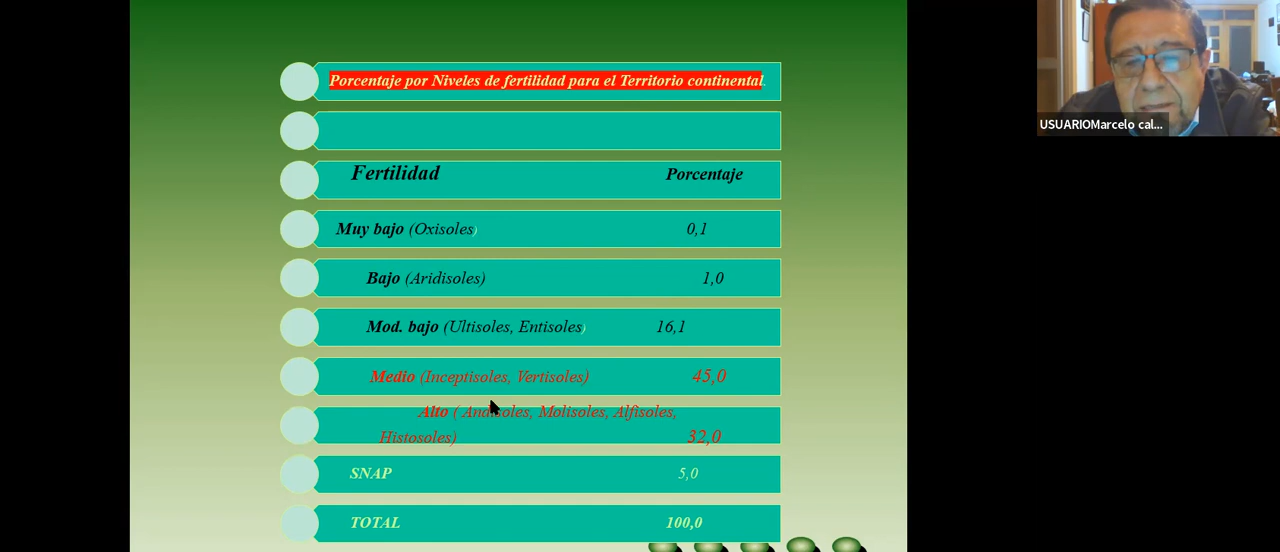 Porcentaje por Niveles de fertilidad para el Territorio continental.
Fertilidad Porcentaje
Muy bajo (Oxisoles) 0,1
Bajo (Aridisoles) 1,0
Mod. bajo (Ultisoles, Entisoles) 16,1
Medio (Inceptisoles, Vertisoles) 45,0
Alto ( Andisoles, Molisoles, Alfisoles,
Histosoles) 32,0
SNAP 5,0
TOTAL 100,0
USUARIOMarcelo cal...